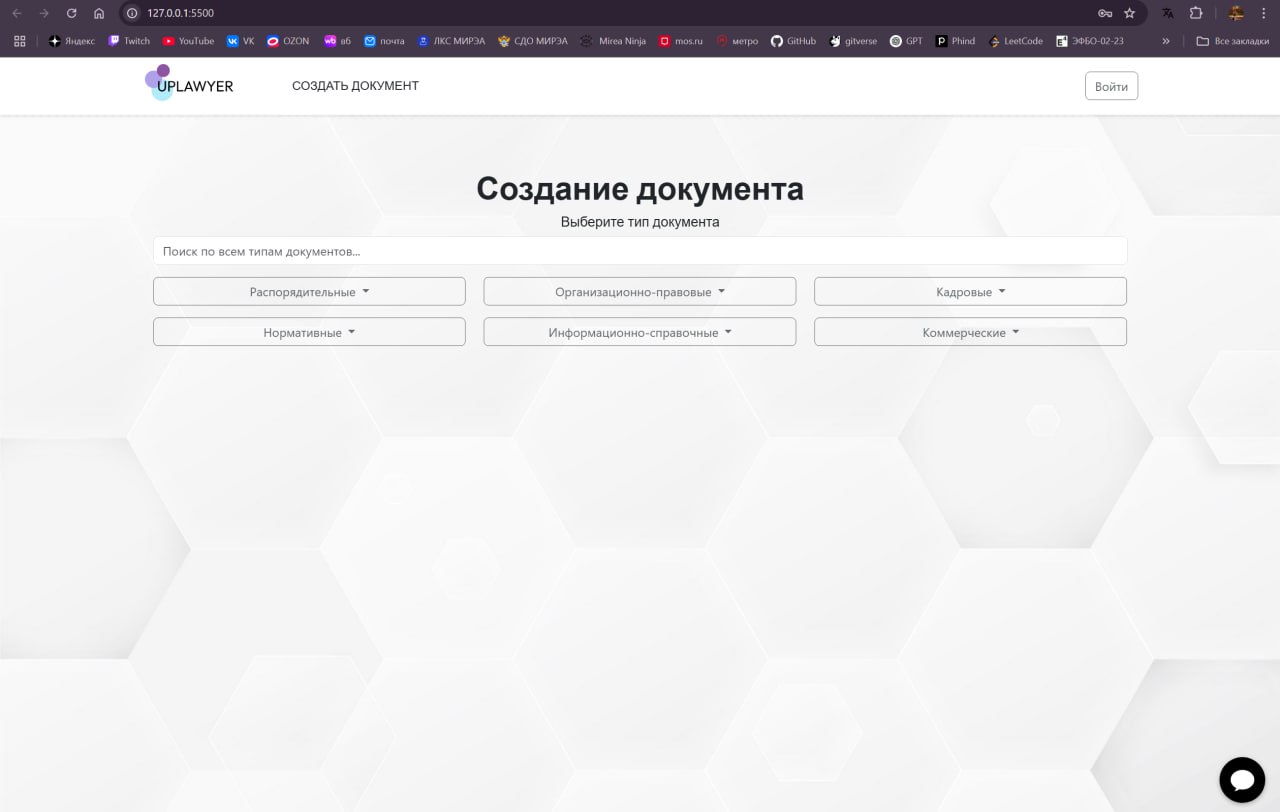 127.0.0.1:5500
Яндекс Twitch YouTube VK OZON вб почта ЛКС МИРЭА СДО МИРЭА Mirea Ninja mos.ru метро GitHub gitverse GPT Phind LeetCode ЭФБО-02-23 » Все закладки
UPLAWYER СОЗДАТЬ ДОКУМЕНТ Войти
Создание документа
Выберите тип документа
Поиск по всем типам документов...
Распорядительные Организационно-правовые Кадровые
Нормативные Информационно-справочные Коммерческие